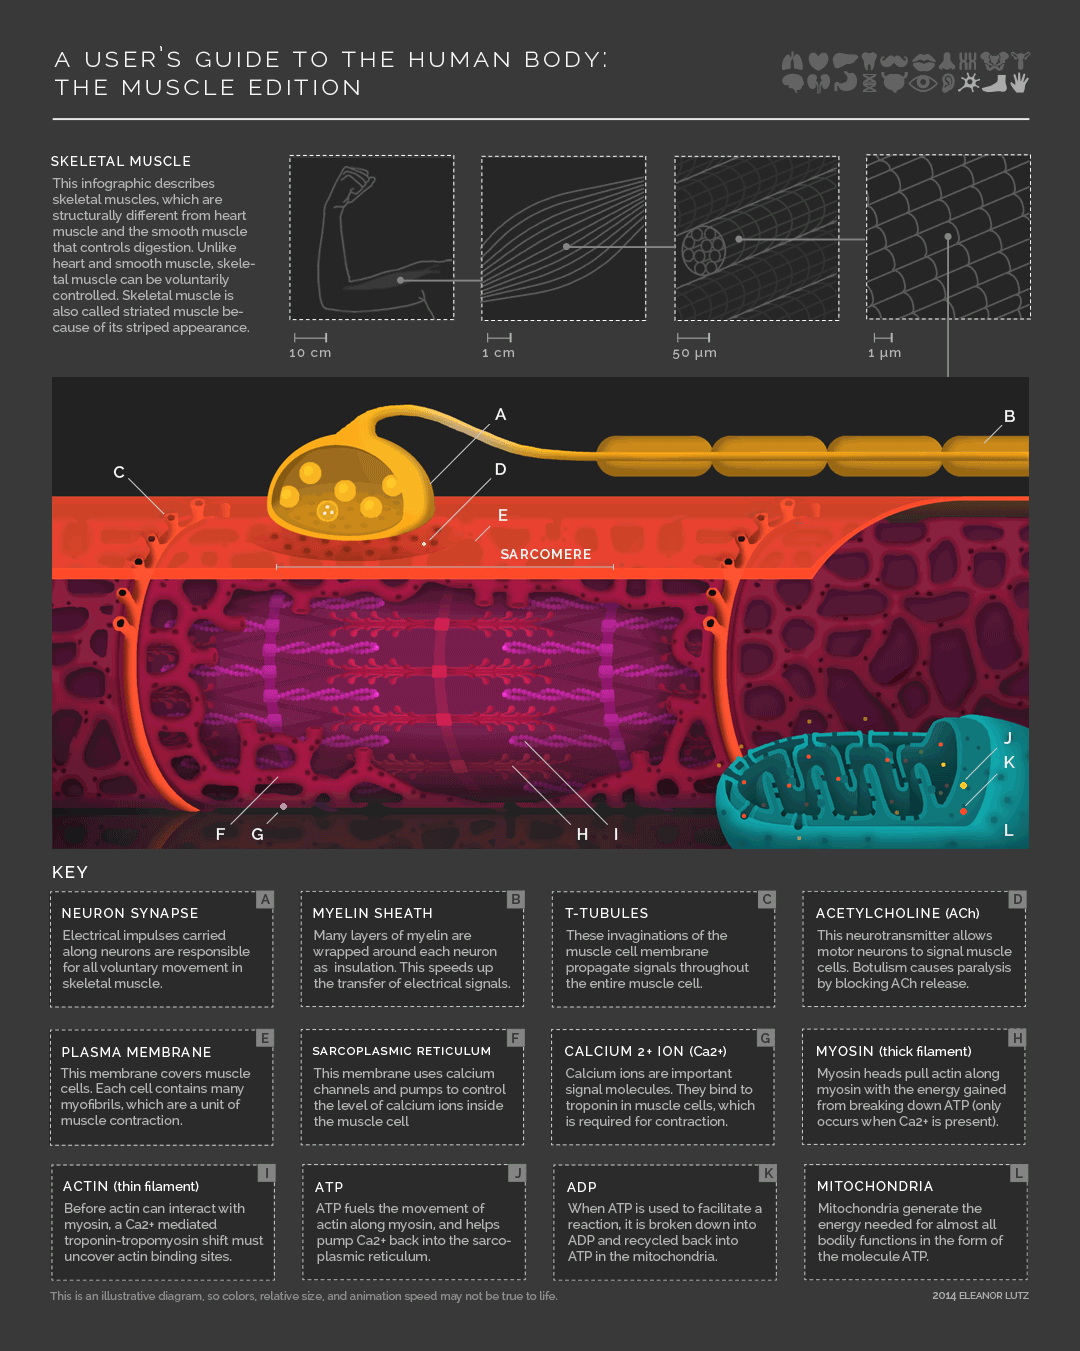 A USER'S GUIDE TO THE HUMAN BODY:
THE MUSCLE EDITION
SKELETAL MUSCLE
This infographic describes
skeletal muscles, which are
structurally different from heart
muscle and the smooth muscle
that controls digestion. Unlike
heart and smooth muscle, skele-
tal muscle can be voluntarily
controlled. Skeletal muscle is
also called striated muscle be-
cause of its striped appearance.
10 cm
1 cm
50 µm
1 µm
A
B
C
D
E
SARCOMERE
F
G
H
I
J
K
L
KEY
A
NEURON SYNAPSE
Electrical impulses carried
along neurons are responsible
for all voluntary movement in
skeletal muscle.
B
MYELIN SHEATH
Many layers of myelin are
wrapped around each neuron
as insulation. This speeds up
the transfer of electrical signals.
C
T-TUBULES
These invaginations of the
muscle cell membrane
propagate signals throughout
the entire muscle cell.
D
ACETYLCHOLINE (ACh)
This neurotransmitter allows
motor neurons to signal muscle
cells. Botulism causes paralysis
by blocking ACh release.
E
PLASMA MEMBRANE
This membrane covers muscle
cells. Each cell contains many
myofibrils, which are a unit of
muscle contraction.
F
SARCOPLASMIC RETICULUM
This membrane uses calcium
channels and pumps to control
the level of calcium ions inside
the muscle cell
G
CALCIUM 2+ ION (Ca2+)
Calcium ions are important
signal molecules. They bind to
troponin in muscle cells, which
is required for contraction.
H
MYOSIN (thick filament)
Myosin heads pull actin along
myosin with the energy gained
from breaking down ATP (only
occurs when Ca2+ is present).
I
ACTIN (thin filament)
Before actin can interact with
myosin, a Ca2+ mediated
troponin-tropomyosin shift must
uncover actin binding sites.
J
ATP
ATP fuels the movement of
actin along myosin, and helps
pump Ca2+ back into the sarco-
plasmic reticulum.
K
ADP
When ATP is used to facilitate a
reaction, it is broken down into
ADP and recycled back into
ATP in the mitochondria.
L
MITOCHONDRIA
Mitochondria generate the
energy needed for almost all
bodily functions in the form of
the molecule ATP.
This is an illustrative diagram, so colors, relative size, and animation speed may not be true to life.
2014 ELEANOR LUTZ